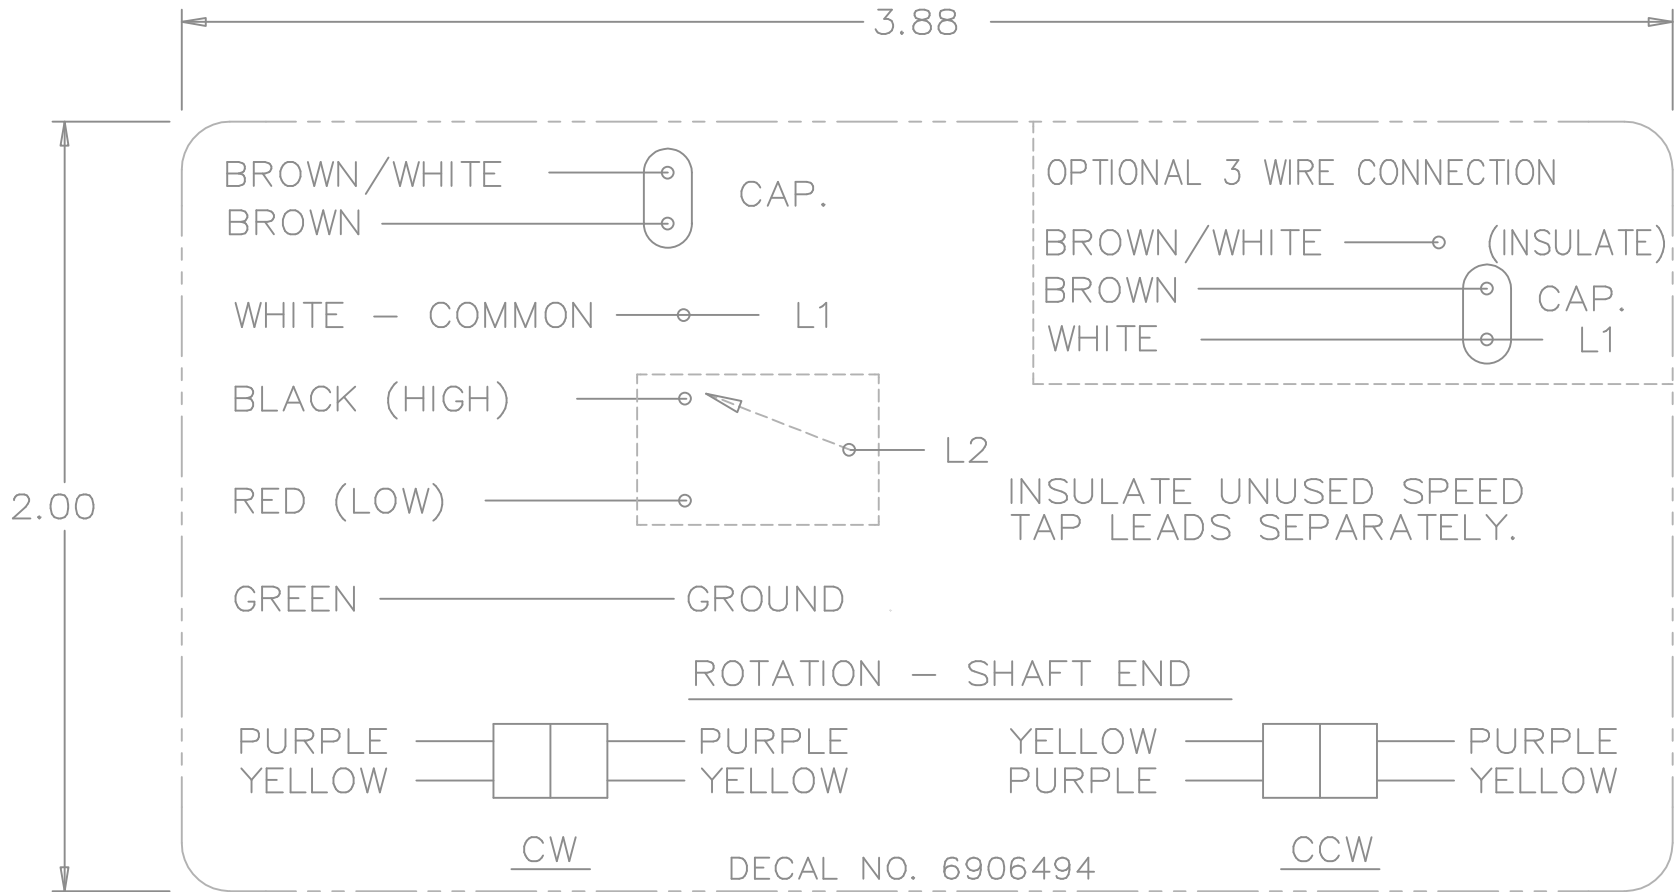 3.88
BROWN/WHITE
BROWN
CAP.
OPTIONAL 3 WIRE CONNECTION
BROWN/WHITE (INSULATE)
BROWN
CAP.
WHITE L1
WHITE - COMMON L1
BLACK (HIGH)
L2
RED (LOW)
2.00
INSULATE UNUSED SPEED
TAP LEADS SEPARATELY.
GREEN GROUND
ROTATION - SHAFT END
PURPLE PURPLE
YELLOW YELLOW
CW
YELLOW PURPLE
PURPLE YELLOW
CCW
DECAL NO. 6906494